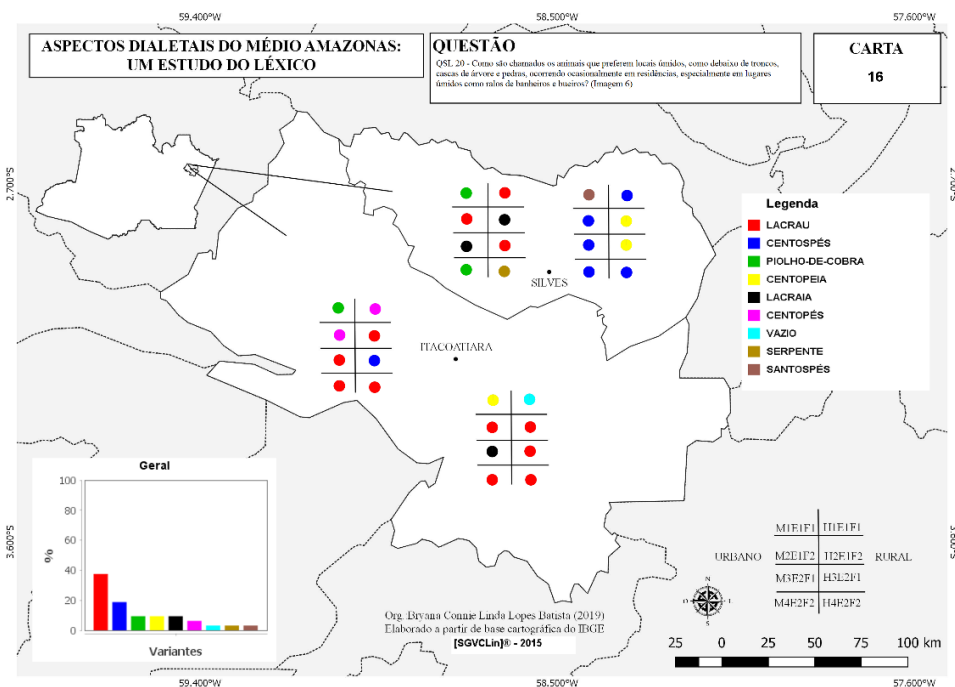 59.400°W 58.500°W 57.600°W
ASPECTOS DIALETAIS DO MÉDIO AMAZONAS:
UM ESTUDO DO LÉXICO
QUESTÃO
QSL 20 - Como são chamados os animais que preferem locais úmidos, como debaixo de troncos,
cascas de árvore e pedras, ocorrendo ocasionalmente em residências, especialmente em lugares
úmidos como ralos de banheiros e bueiros? (Imagem 6)
CARTA
16
2.700°S
2.700°S
Legenda
LACRAU
CENTOSPÉS
PIOLHO-DE-COBRA
CENTOPEIA
LACRAIA
CENTOPÉS
VAZIO
SERPENTE
SANTOSPÉS
SILVES
ITACOATIARA
Geral
100
80
60
40
20
0
%
Variantes
3.600°S
3.600°S
M1E1F1 H1E1F1
URBANO M2E1F2 H2E1F2 RURAL
M3E2F1 H3E2F1
M4E2F2 H4E2F2
N
O E
S
Org. Bryana Connie Linda Lopes Batista (2019)
Elaborado a partir de base cartográfica do IBGE
[SGVCLin]® - 2015
25 0 25 50 75 100 km
59.400°W 58.500°W 57.600°W